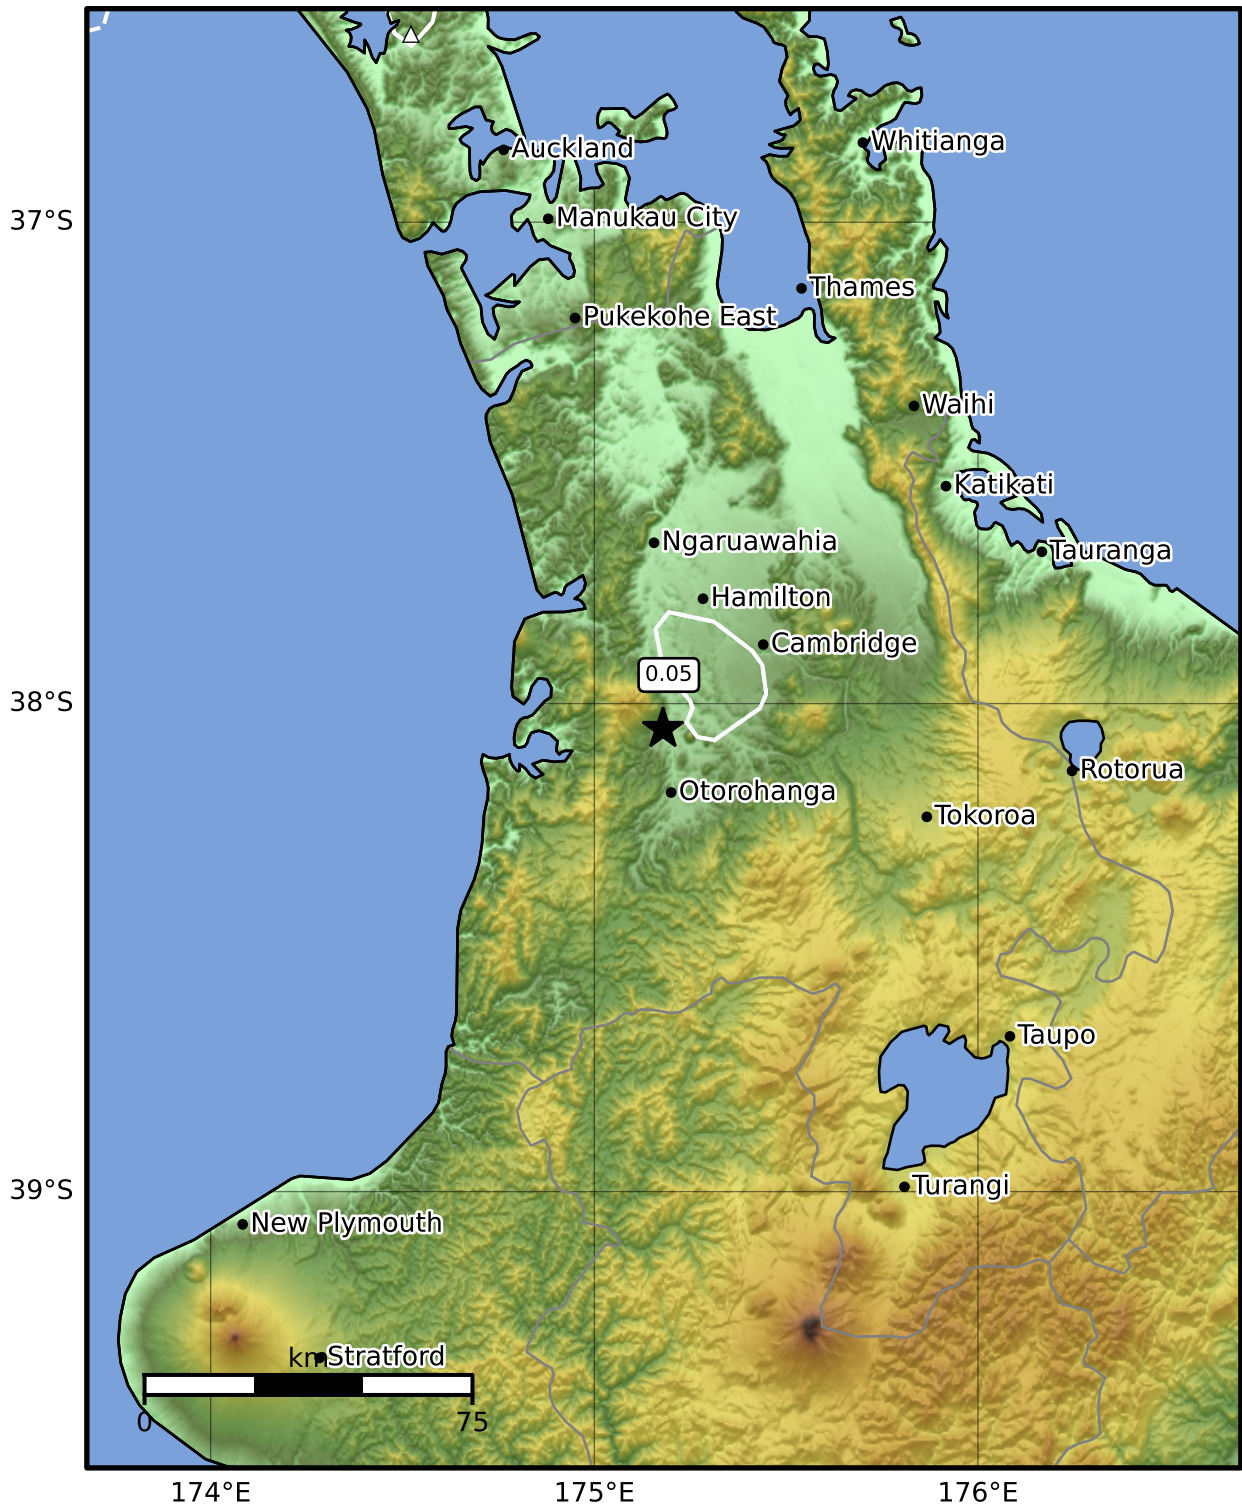 Auckland
Whitianga
37°S
Manukau City
Thames
Pukekohe East
Waihi
Katikati
Ngaruawahia
Tauranga
Hamilton
Cambridge
0.05
38°S
Rotorua
Otorohanga
Tokoroa
Taupo
39°S
Turangi
New Plymouth
km
Stratford
0
75
174°E
175°E
176°E